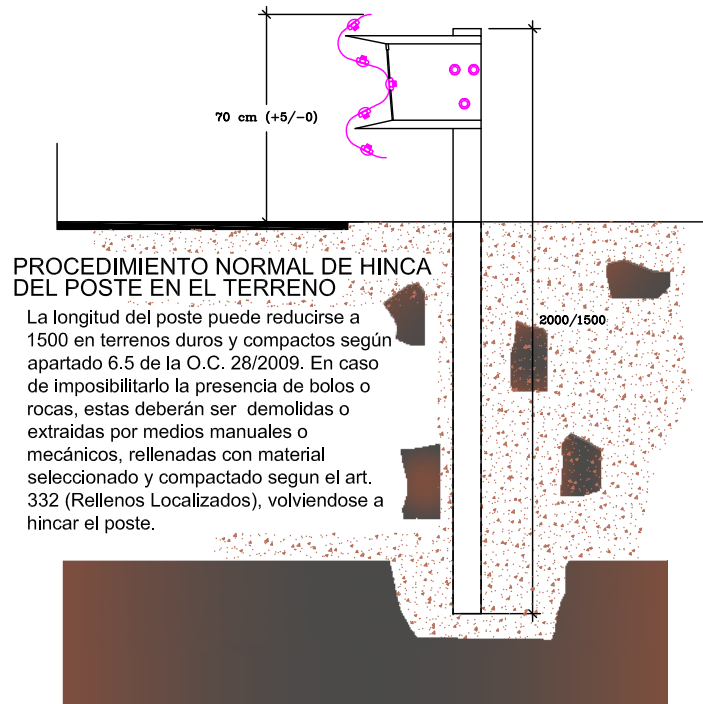 70 cm (+5/-0)
PROCEDIMIENTO NORMAL DE HINCA
DEL POSTE EN EL TERRENO
2000/1500
La longitud del poste puede reducirse a
1500 en terrenos duros y compactos según
apartado 6.5 de la O.C. 28/2009. En caso
de imposibilitarlo la presencia de bolos o
rocas, estas deberán ser demolidas o
extraidas por medios manuales o
mecánicos, rellenadas con material
seleccionado y compactado segun el art.
332 (Rellenos Localizados), volviendose a
hincar el poste.